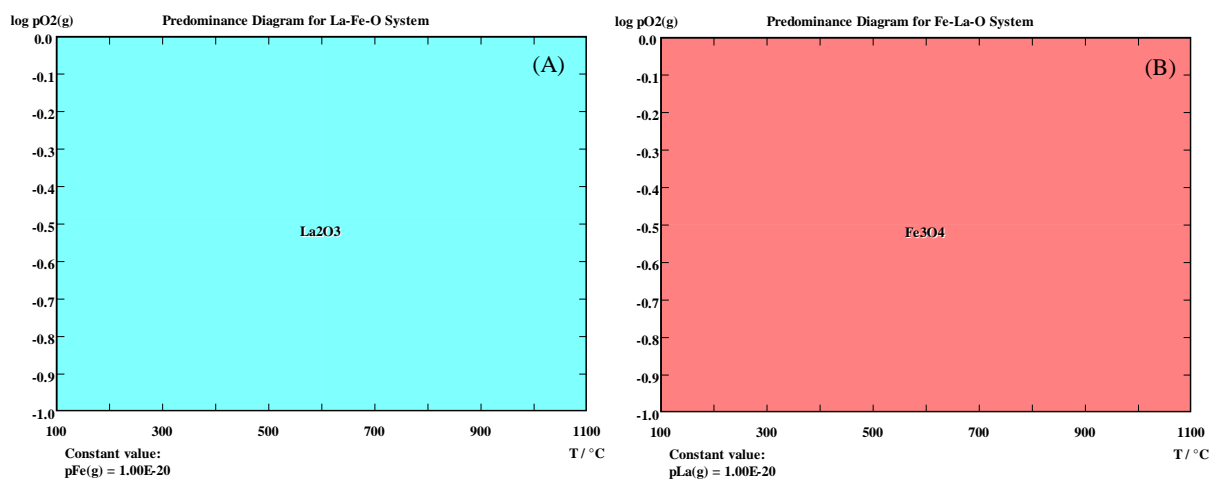 log pO2(g) Predominance Diagram for La-Fe-O System
0.0
(A)
-0.1
-0.2
-0.3
-0.4
-0.5
La2O3
-0.6
-0.7
-0.8
-0.9
-1.0
100 300 500 700 900 1100
Constant value: T / °C
pFe(g) = 1.00E-20
log pO2(g) Predominance Diagram for Fe-La-O System
0.0
(B)
-0.1
-0.2
-0.3
-0.4
-0.5
Fe3O4
-0.6
-0.7
-0.8
-0.9
-1.0
100 300 500 700 900 1100
Constant value: T / °C
pLa(g) = 1.00E-20